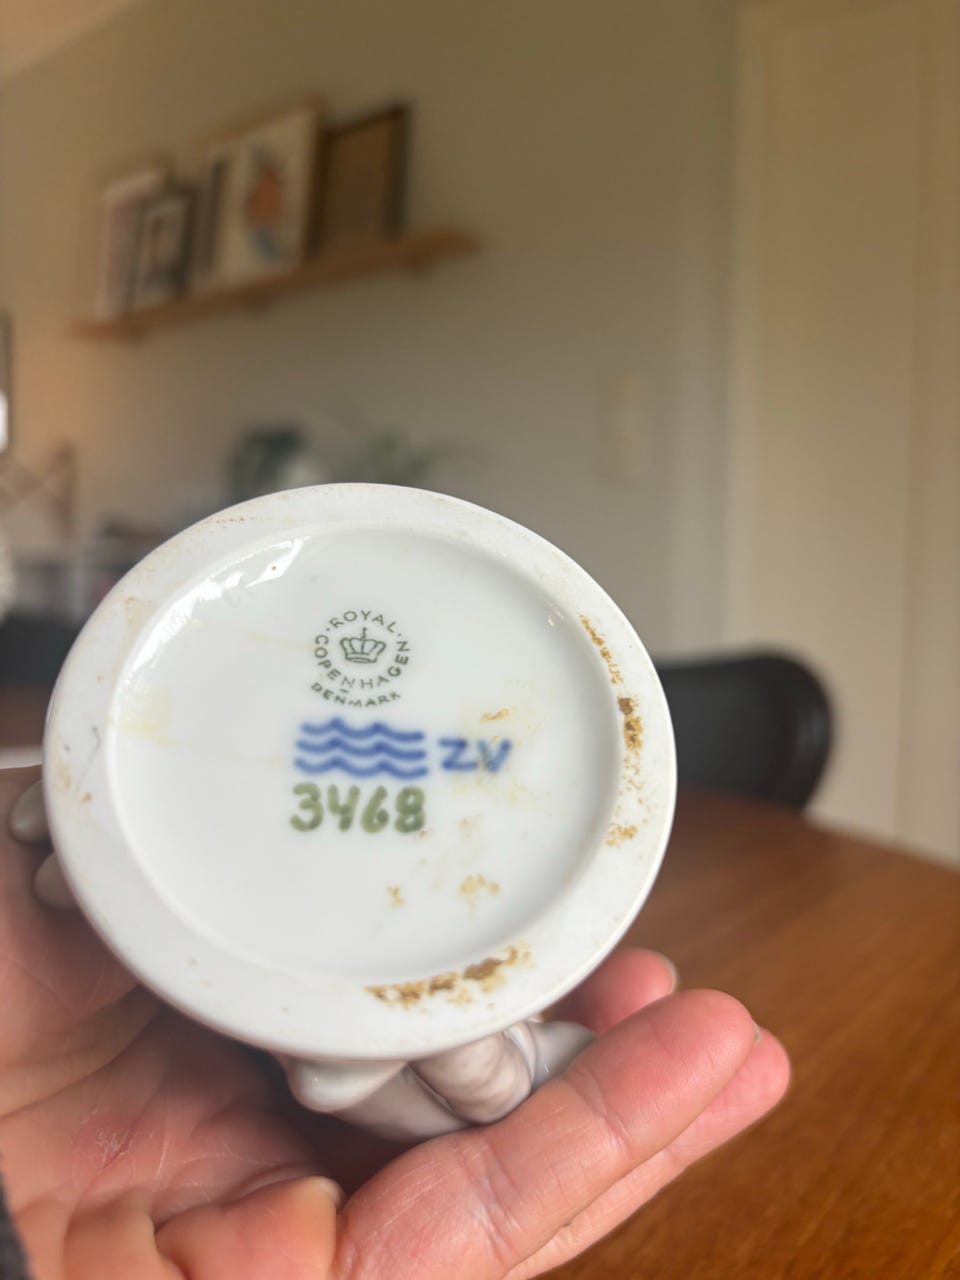 ROYAL
COPENHAGEN
DENMARK
ZV
3468